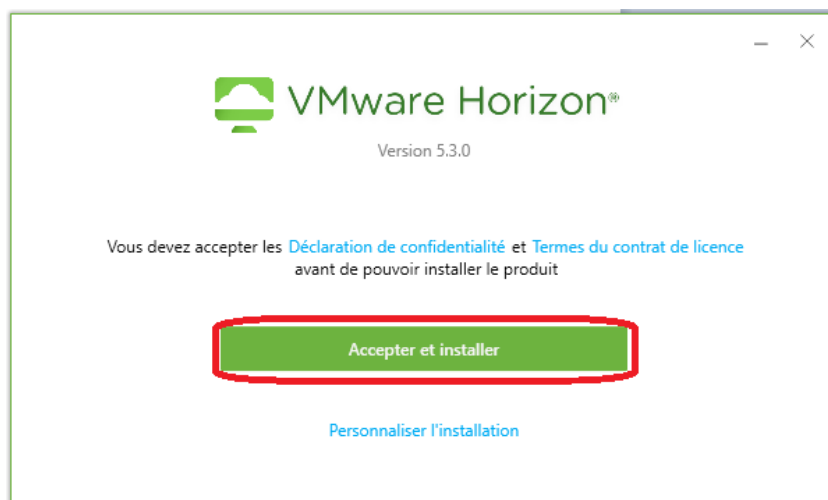 VMware Horizon®
Version 5.3.0
Vous devez accepter les Déclaration de confidentialité et Termes du contrat de licence
avant de pouvoir installer le produit
Accepter et installer
Personnaliser l'installation